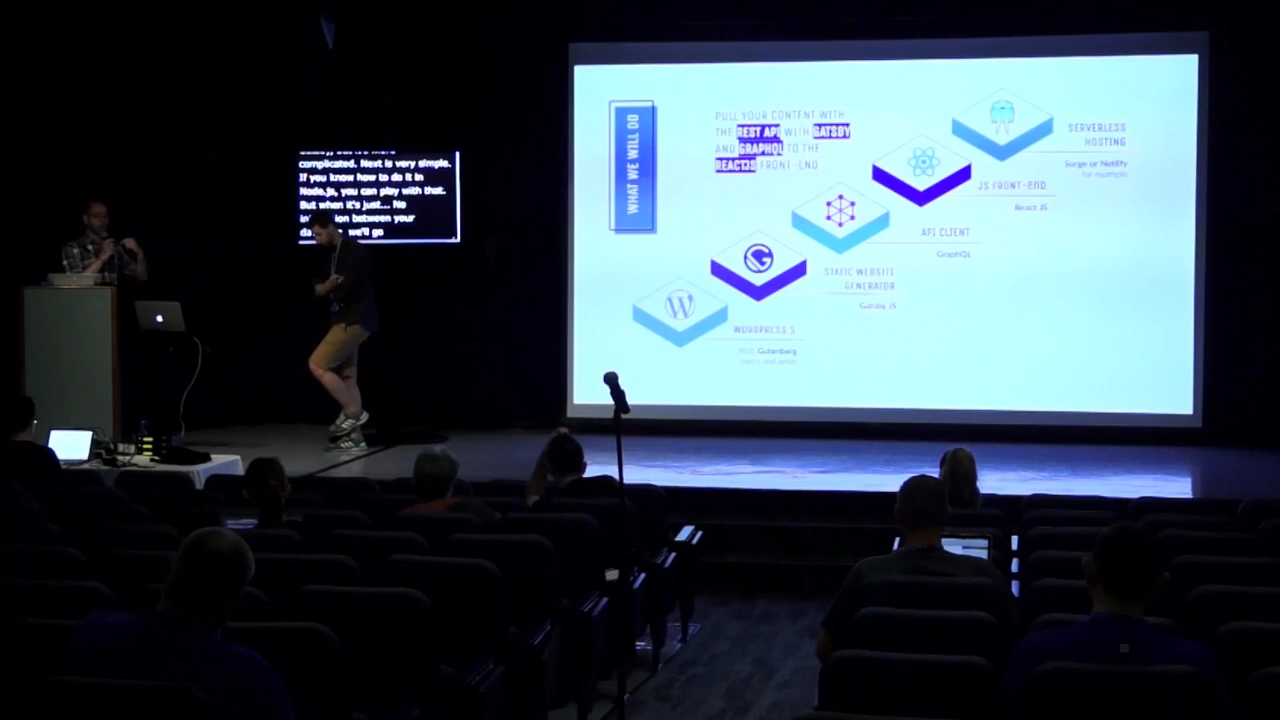 complicated. Next is very simple.
If you know how to do it in
Node.js, you can play with that.
But when it's just... No
between your
we'll go
WHAT WE WILL DO
PULL YOUR CONTENT WITH
THE REST API WITH GATSBY
AND GRAPHQL TO THE
REACTJS FRONT-END
SERVERLESS
HOSTING
Surge or Netlify
for example
JS FRONT-END
React JS
API CLIENT
GraphQL
STATIC WEBSITE
GENERATOR
Gatsby JS
WORDPRESS 5
With Gutenberg